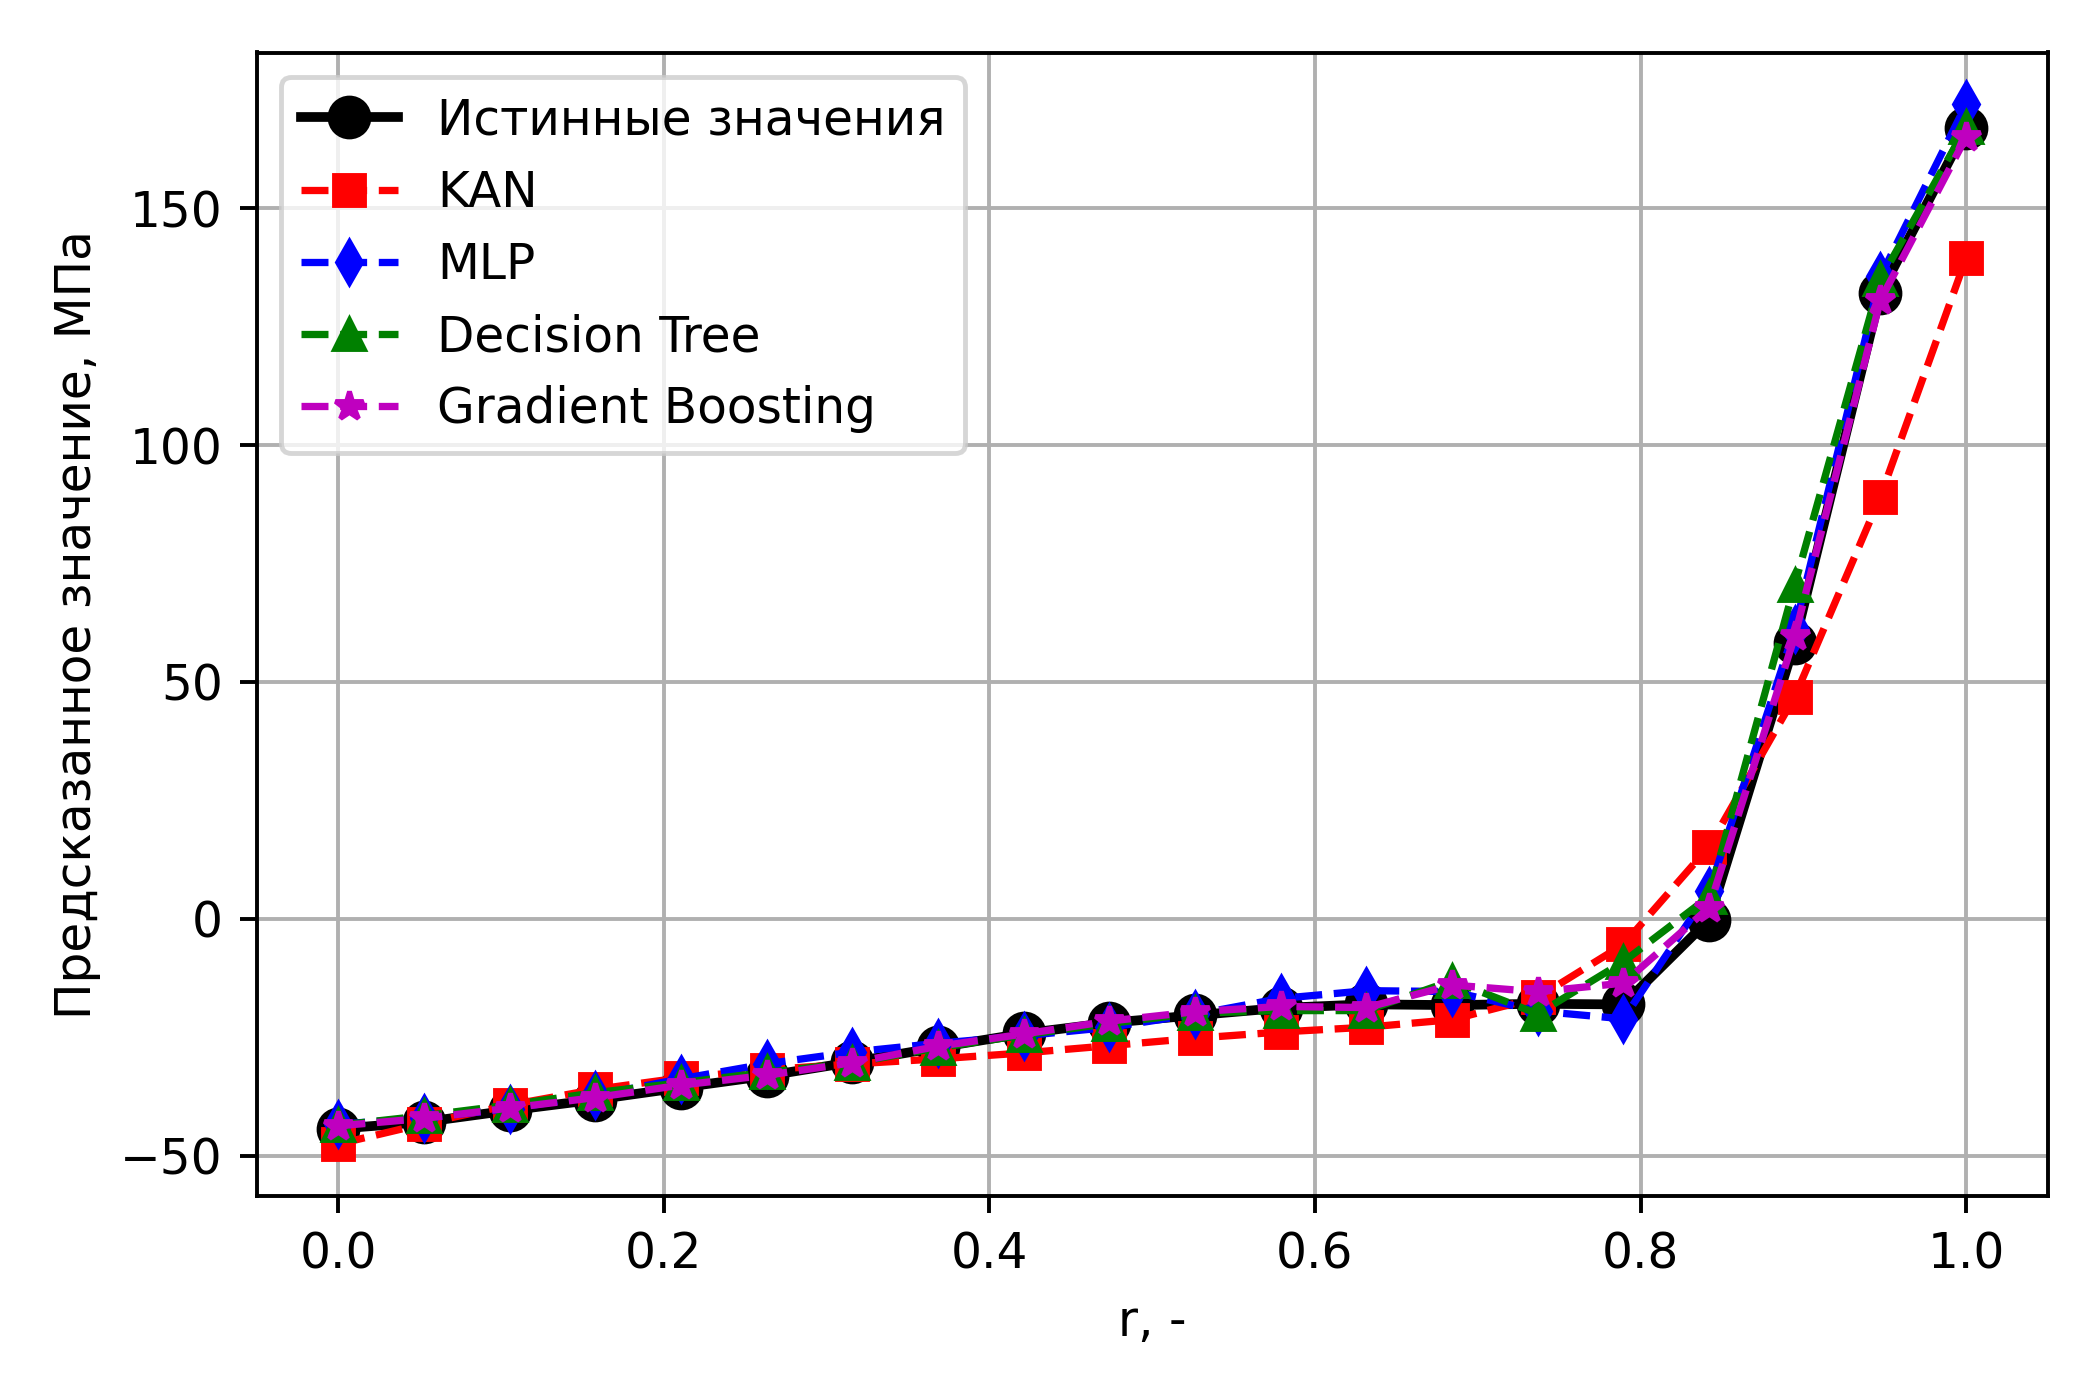 Истинные значения
KAN
MLP
Decision Tree
Gradient Boosting
Предсказанное значение, МПа
150
100
50
0
−50
0.0 0.2 0.4 0.6 0.8 1.0
r, -